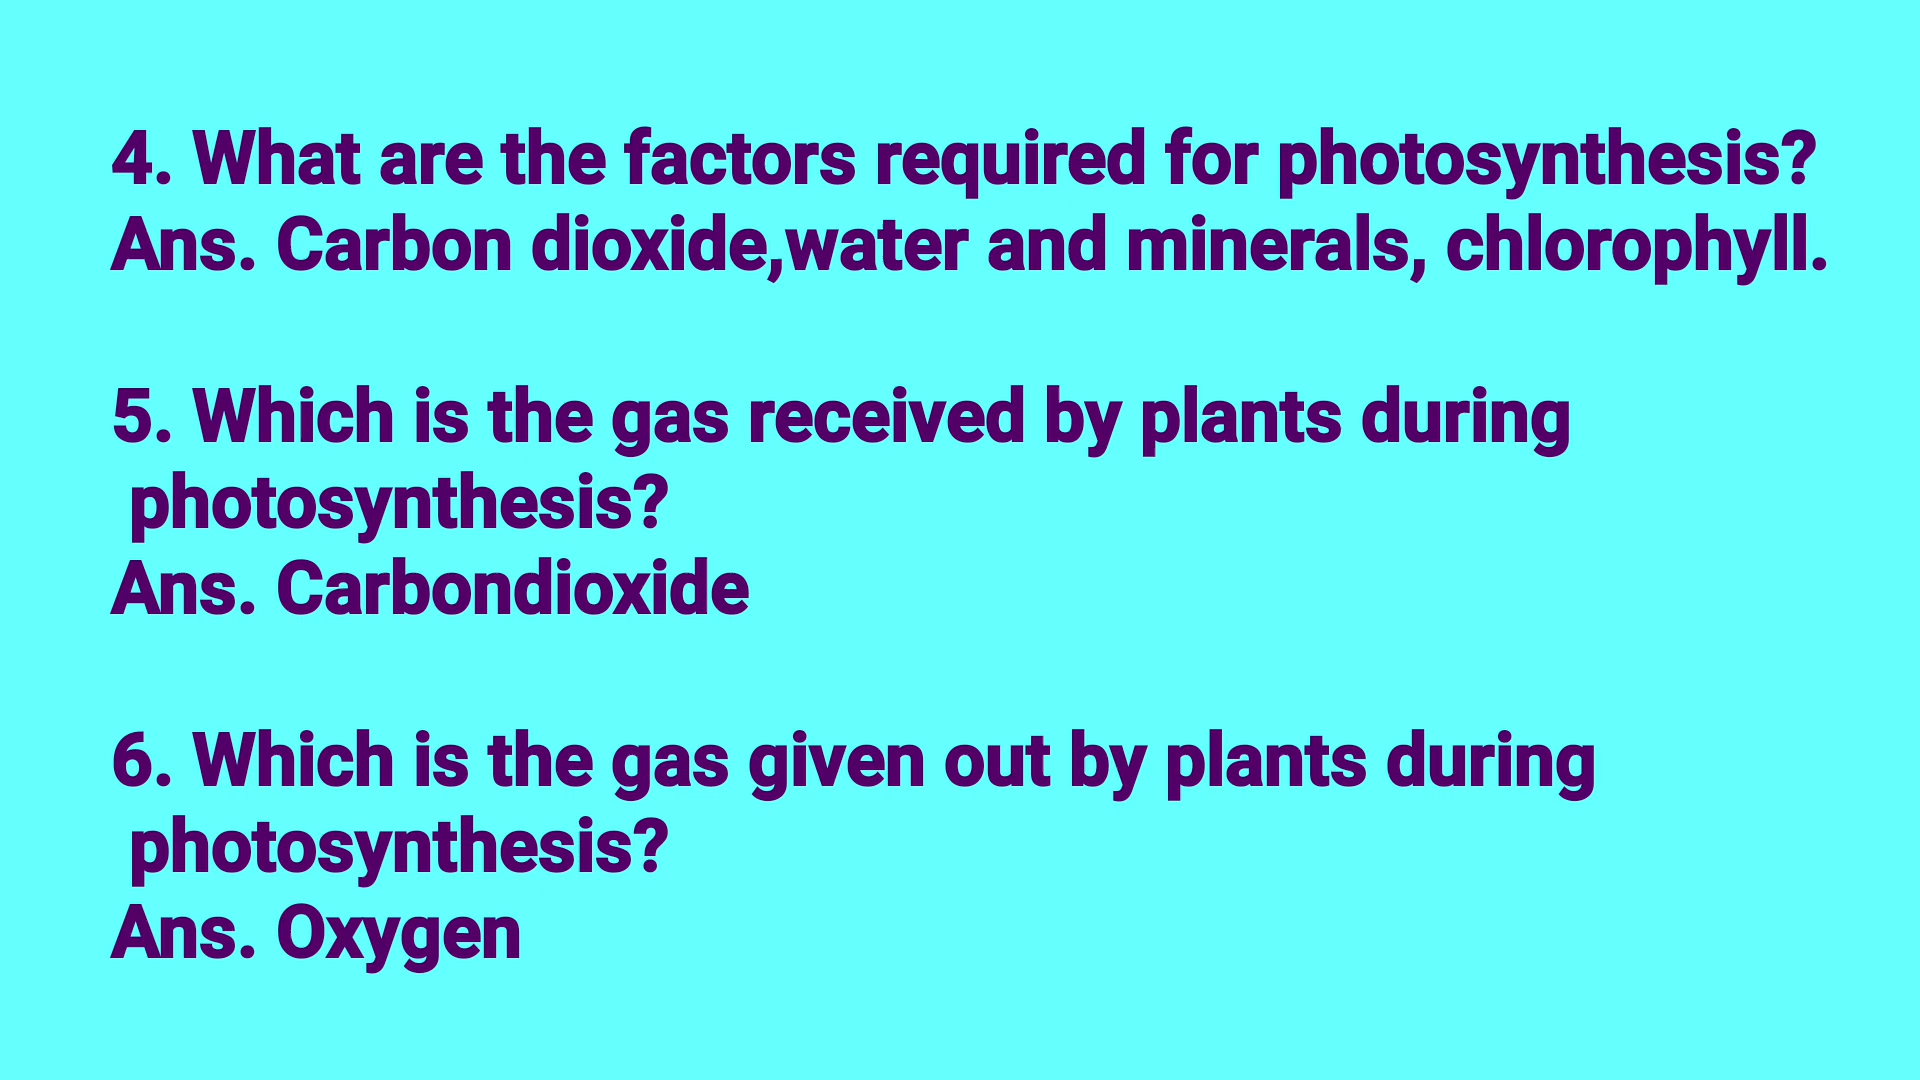 4. What are the factors required for photosynthesis?
Ans. Carbon dioxide,water and minerals, chlorophyll.
5. Which is the gas received by plants during
photosynthesis?
Ans. Carbondioxide
6. Which is the gas given out by plants during
photosynthesis?
Ans. Oxygen